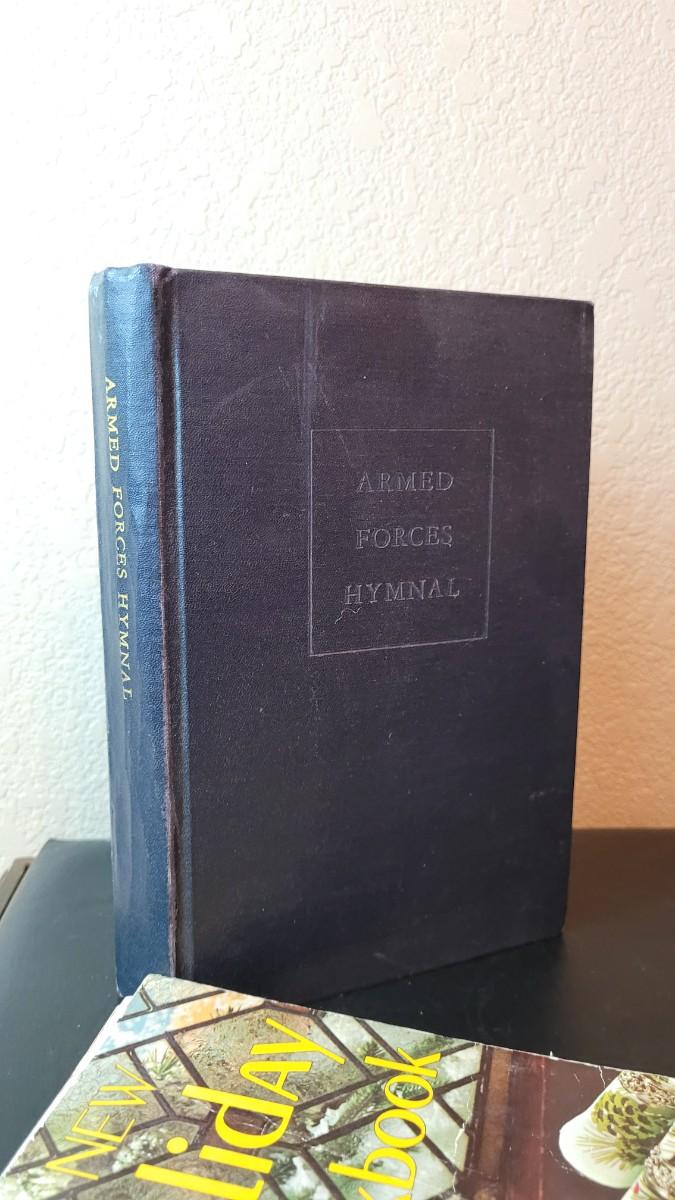 ARMED FORCES HYMNAL
ARMED
FORCES
HYMNAL
NEW
liday
kbook